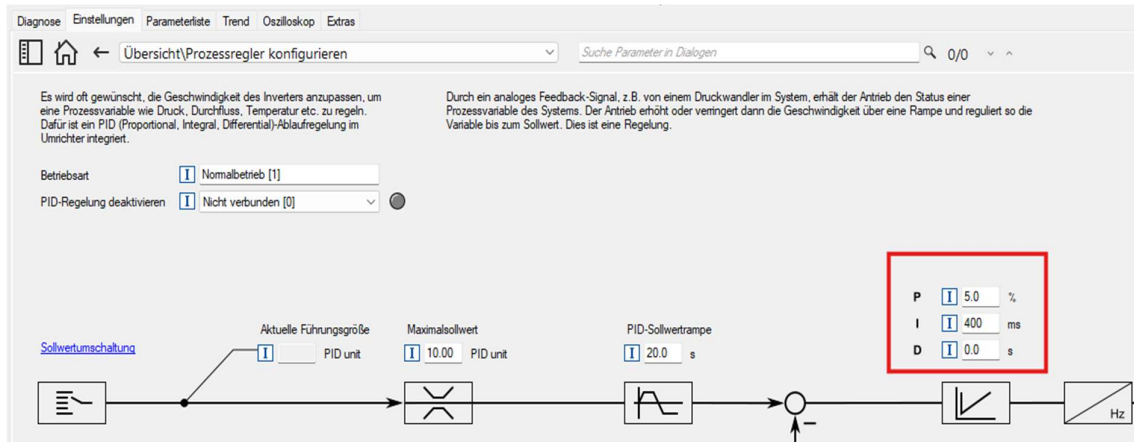 Diagnose Einstellungen Parameterliste Trend Oszilloskop Extras
Übersicht\Prozessregler konfigurieren
Suche Parameter in Dialogen
0/0
Es wird oft gewünscht, die Geschwindigkeit des Inverters anzupassen, um
eine Prozessvariable wie Druck, Durchfluss, Temperatur etc. zu regeln.
Dafür ist ein PID (Proportional, Integral, Differential)-Ablaufregelung im
Umrichter integriert.
Durch ein analoges Feedback-Signal, z.B. von einem Druckwandler im System, erhält der Antrieb den Status einer
Prozessvariable des Systems. Der Antrieb erhöht oder verringert dann die Geschwindigkeit über eine Rampe und reguliert so die
Variable bis zum Sollwert. Dies ist eine Regelung.
Betriebsart I Normalbetrieb [1]
PID-Regelung deaktivieren I Nicht verbunden [0]
P I 5.0 %
I I 400 ms
D I 0.0 s
Sollwertumschaltung
Aktuelle Führungsgröße
I PID unit
Maximalsollwert
I 10.00 PID unit
PID-Sollwertrampe
I 20.0 s
Hz